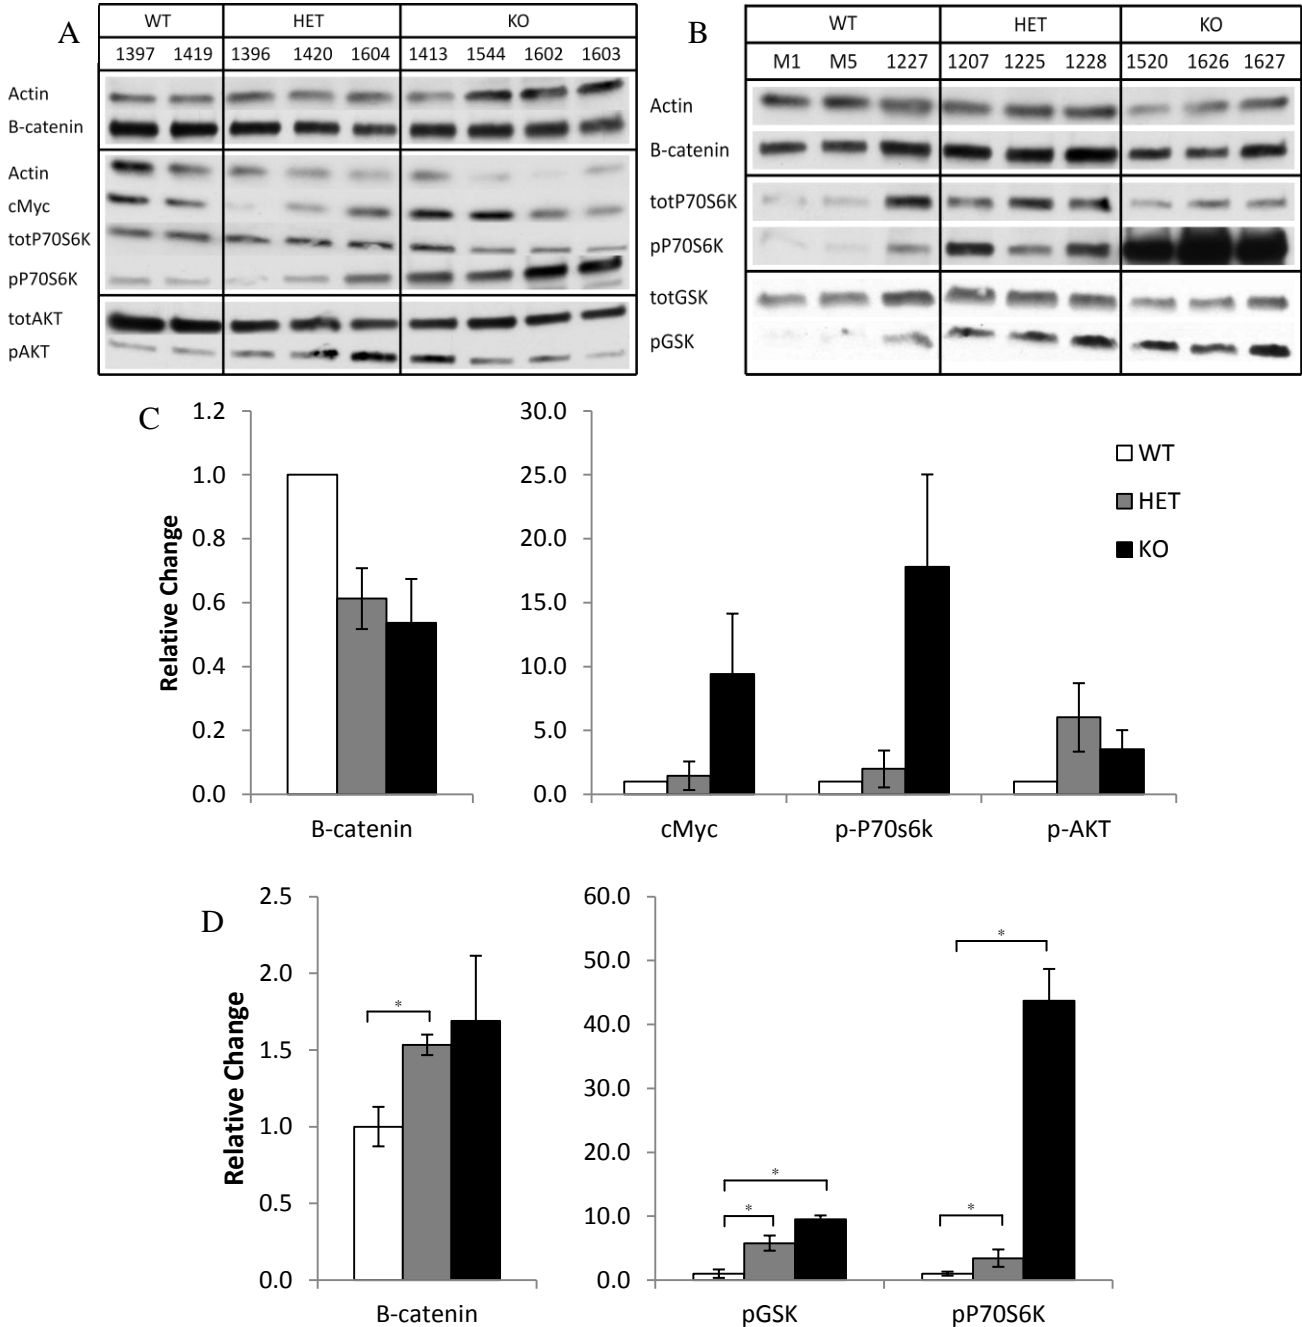 A
WT HET KO
1397 1419 1396 1420 1604 1413 1544 1602 1603
Actin
B-catenin
Actin
cMyc
totP70S6K
pP70S6K
totAKT
pAKT
B
WT HET KO
M1 M5 1227 1207 1225 1228 1520 1626 1627
Actin
B-catenin
totP70S6K
pP70S6K
totGSK
pGSK
C
Relative Change
1.2
1.0
0.8
0.6
0.4
0.2
0.0
B-catenin
30.0
25.0
20.0
15.0
10.0
5.0
0.0
cMyc p-P70s6k p-AKT
WT
HET
KO
D
Relative Change
2.5
2.0
1.5
1.0
0.5
0.0
*
B-catenin
60.0
50.0
40.0
30.0
20.0
10.0
0.0
*
*
*
*
pGSK pP70S6K